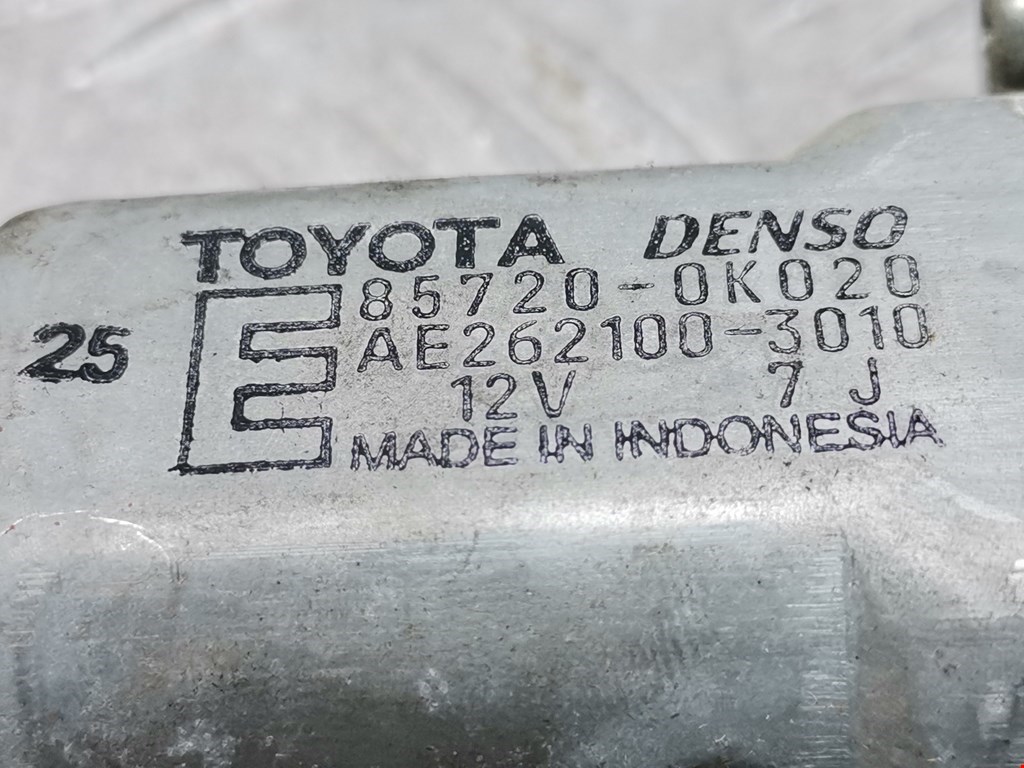 TOYOTA DENSO
85720-0K020
25 E AE262100-3010
12V 7 J
MADE IN INDONESIA